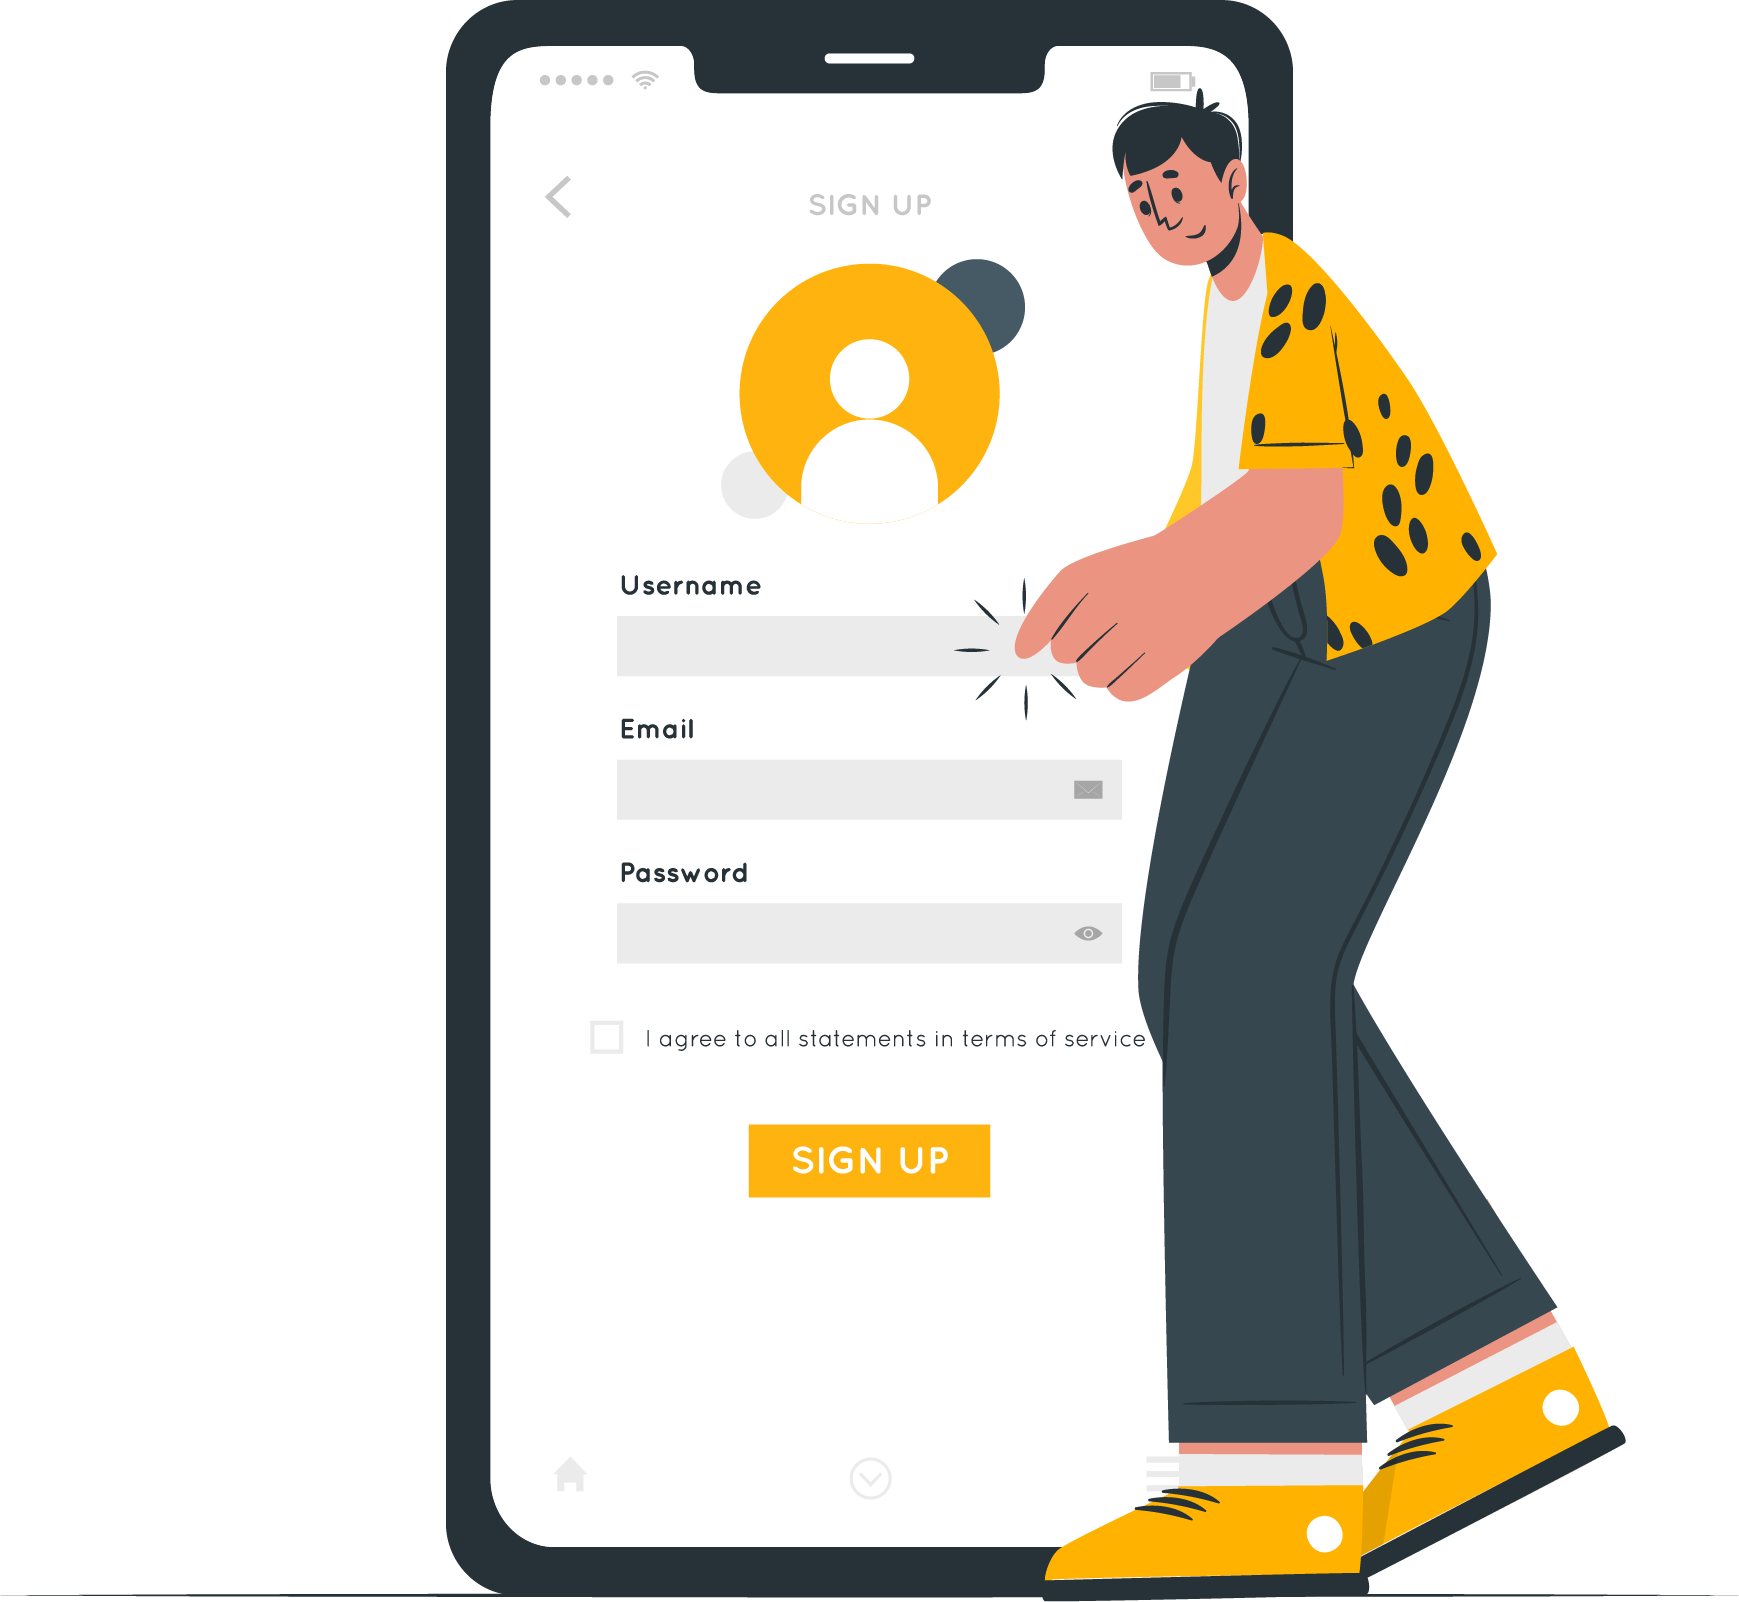 SIGN UP
Username
Email
Password
I agree to all statements in terms of service
SIGN UP